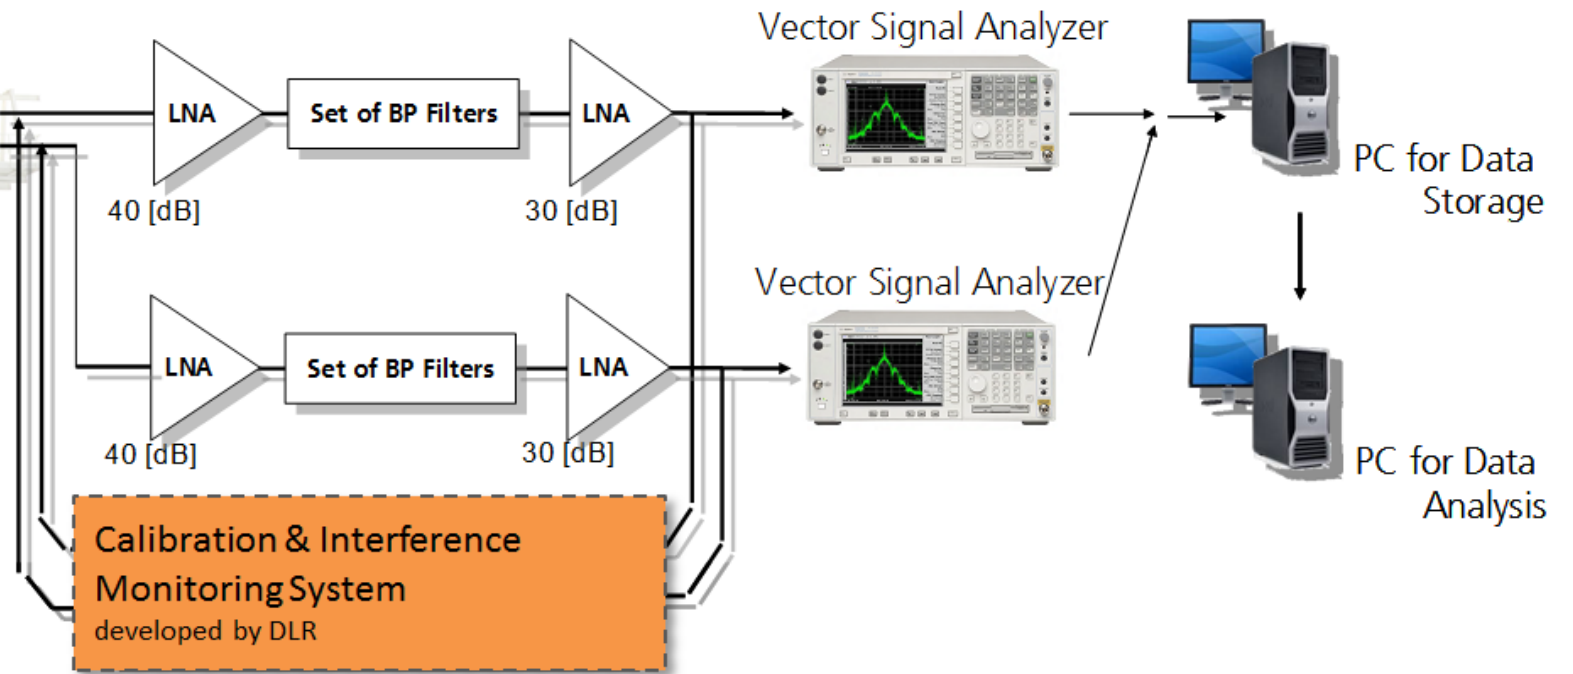 Vector Signal Analyzer
LNA
Set of BP Filters
LNA
40 [dB]
30 [dB]
PC for Data
Storage
Vector Signal Analyzer
LNA
Set of BP Filters
LNA
40 [dB]
30 [dB]
PC for Data
Analysis
Calibration & Interference
Monitoring System
developed by DLR